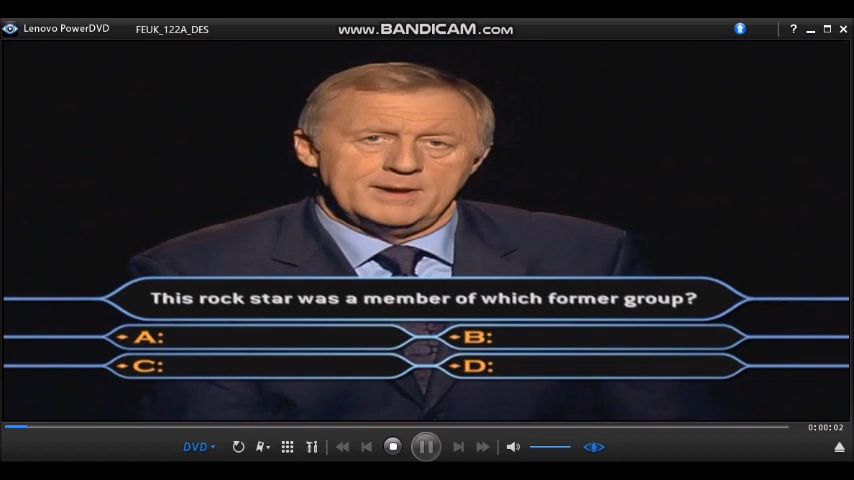 Lenovo PowerDVD FEUK_122A_DES www.BANDICAM.com ?
This rock star was a member of which former group?
A: B:
C: D:
0:00:02
DVD